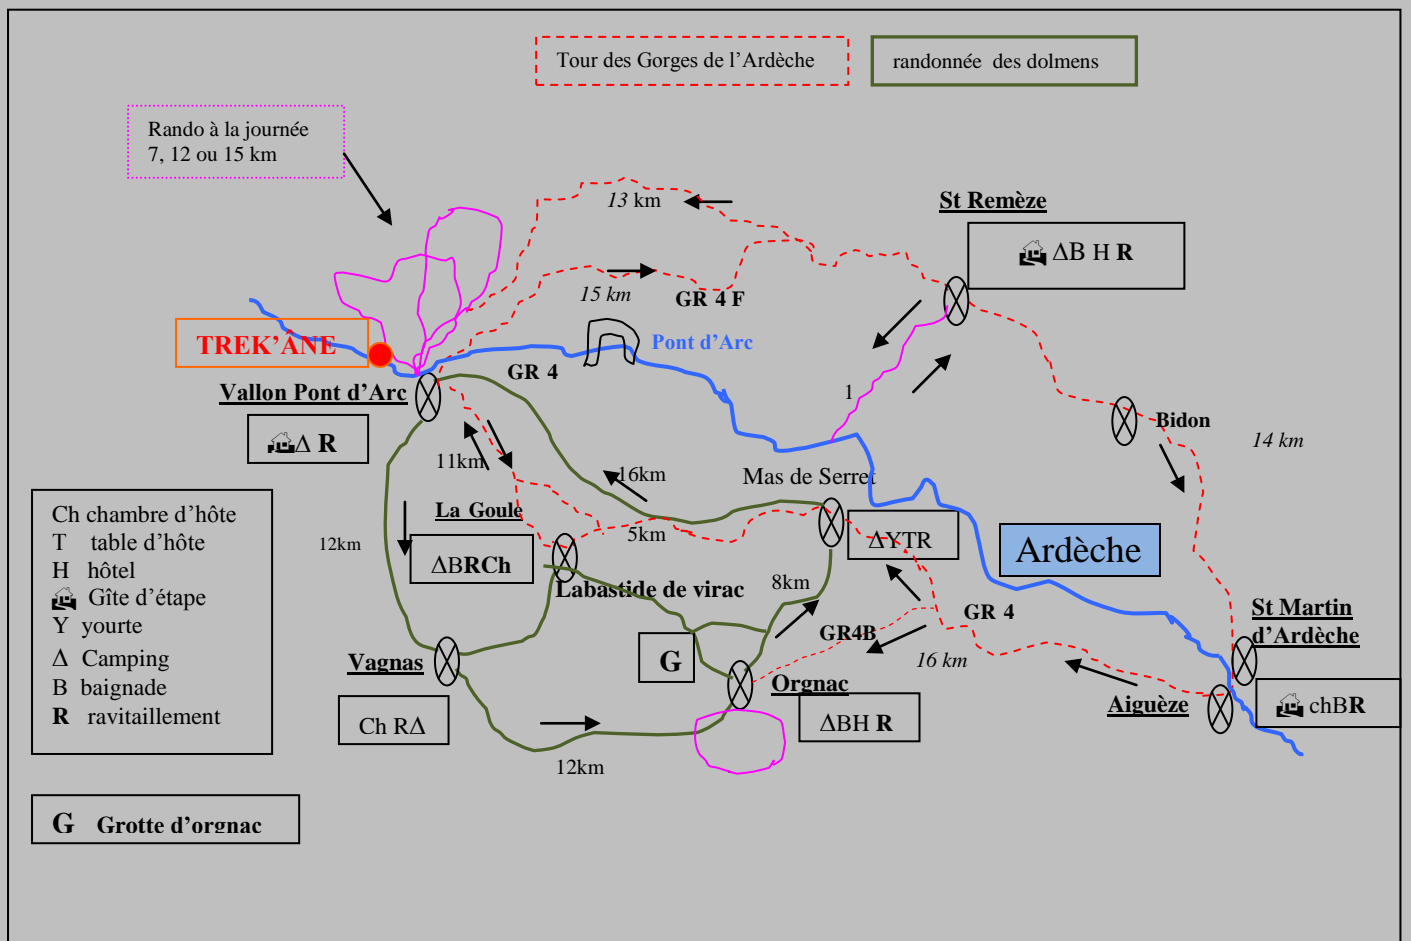 Tour des Gorges de l'Ardèche
randonnée des dolmens
Rando à la journée
7, 12 ou 15 km
13 km
St Remèze
ΔB H R
15 km
GR 4 F
TREK'ÂNE
Pont d'Arc
GR 4
Vallon Pont d'Arc
Δ R
1
Bidon
14 km
11km
16km
Mas de Serret
Ch chambre d'hôte
T table d'hôte
H hôtel
Gîte d'étape
Y yourte
Δ Camping
B baignade
R ravitaillement
La Goule
12km
5km
ΔBRCh
ΔYTR
Ardèche
Labastide de virac
8km
GR4B
GR 4
St Martin
d'Ardèche
Vagnas
G
16 km
Orgnac
Aiguèze
chBR
Ch RΔ
ΔBH R
12km
G Grotte d'orgnac